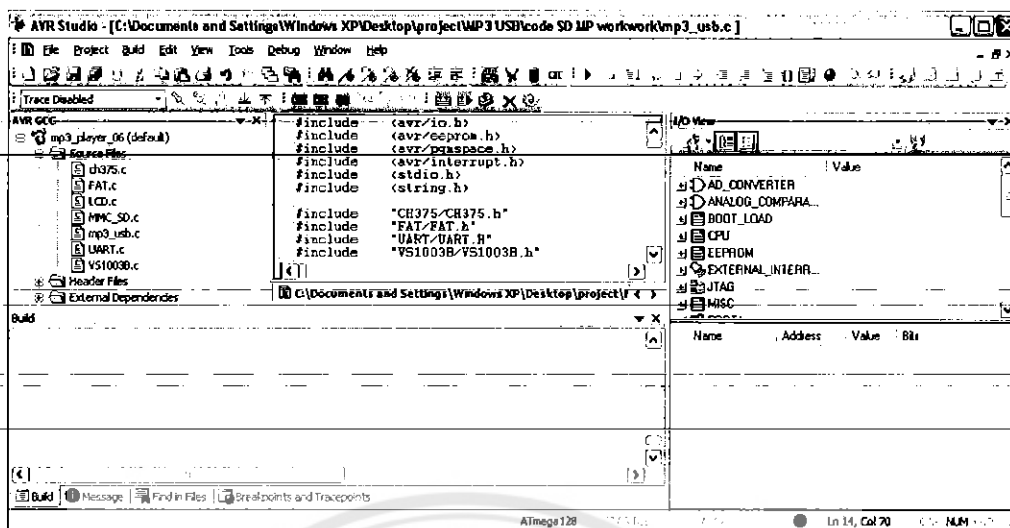 AVR Studio - [C:\Documents and Settings\Windows XP\Desktop\project\MP3 USB\code SD MP workwork\mp3_usb.c ]
File Project Build Edit View Tools Debug Window Help
Trace Disabled
AVR GCC
mp3_player_06 (default)
Source Files
ch375.c
FAT.c
LCD.c
MMC_SD.c
mp3_usb.c
UART.c
VS1003B.c
Header Files
External Dependencies
#include <avr/io.h>
#include <avr/eeprom.h>
#include <avr/pgmspace.h>
#include <avr/interrupt.h>
#include <stdio.h>
#include <string.h>
#include "CH375/CH375.h"
#include "FAT/FAT.h"
#include "UART/UART.H"
#include "VS1003B/VS1003B.h"
C:\Documents and Settings\Windows XP\Desktop\project\
I/O View
Name Value
AD_CONVERTER
ANALOG_COMPARA...
BOOT_LOAD
CPU
EEPROM
EXTERNAL_INTERR...
JTAG
MISC
Name Address Value Bits
Build
Build Message Find in Files Breakpoints and Tracepoints
ATmega128
Ln 14, Col 70 NUM